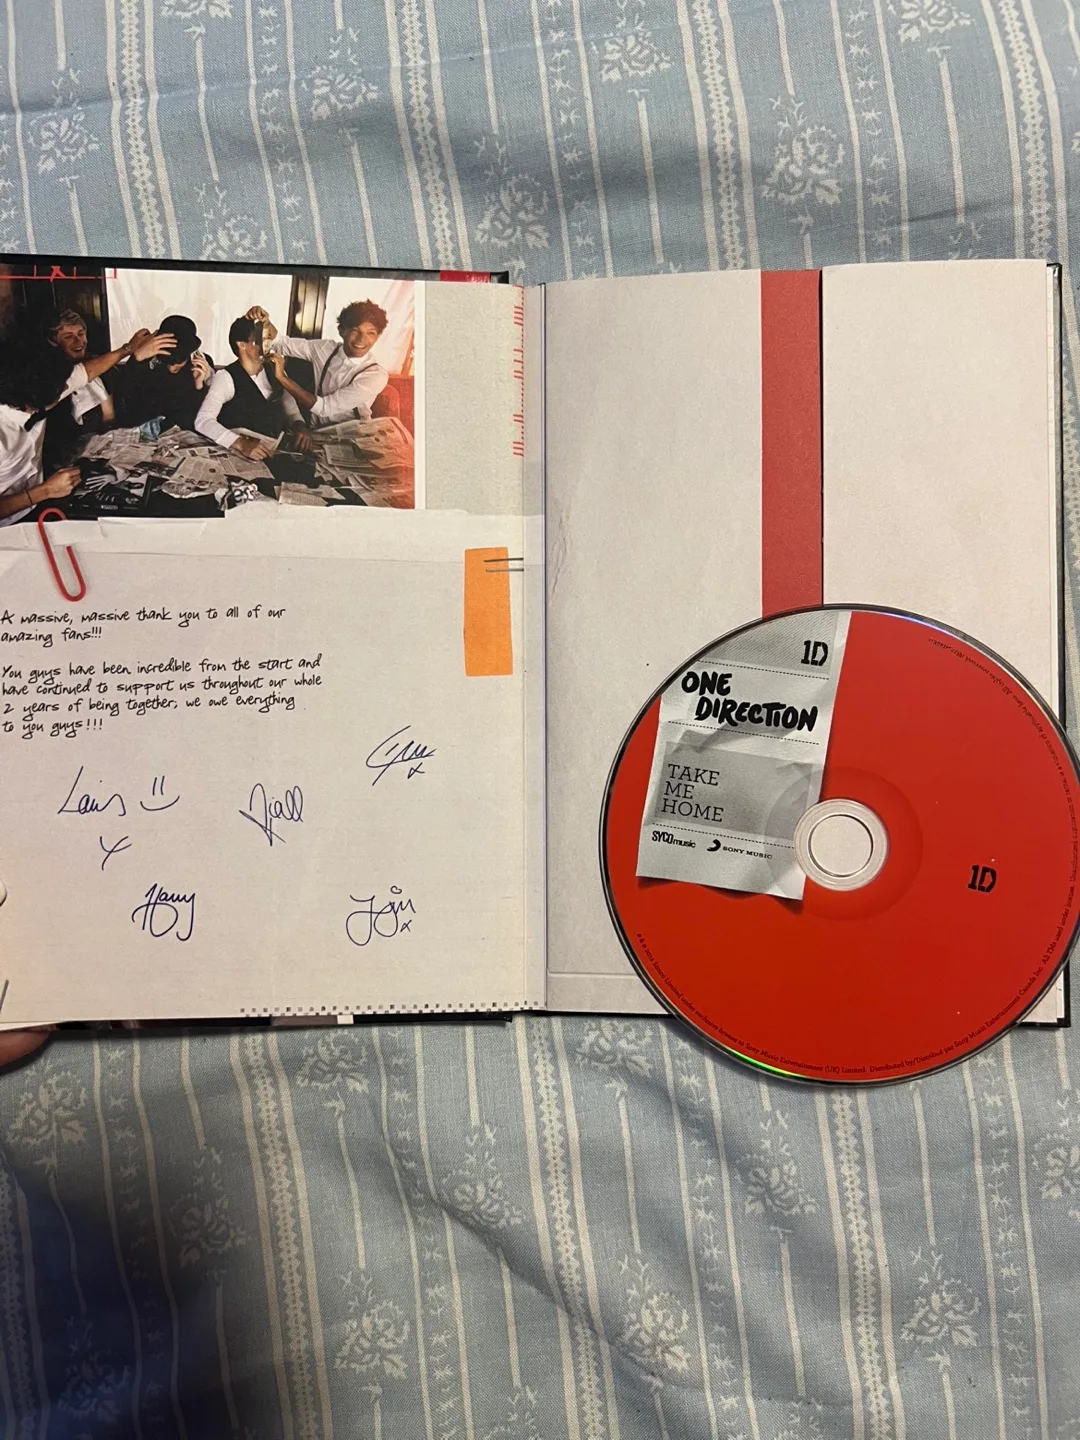 A massive, massive thank you to all of our
amazing fans!!!
You guys have been incredible from the start and
have continued to support us throughout our whole
2 years of being together, we owe everything
to you guys!!!
Louis
Niall
Harry
1D
ONE
DIRECTION
TAKE
ME
HOME
SYCOmusic
SONY MUSIC
1D